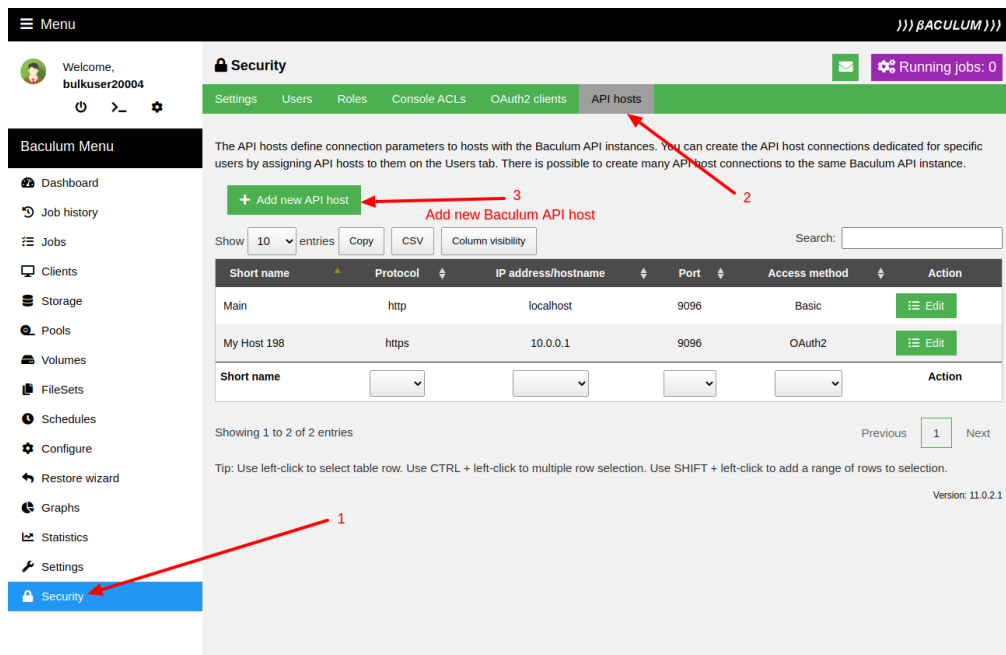 Menu
⟩⟩⟩ βACULUM ⟩⟩⟩
Welcome,
bulkuser20004
Baculum Menu
Dashboard
Job history
Jobs
Clients
Storage
Pools
Volumes
FileSets
Schedules
Configure
Restore wizard
Graphs
Statistics
Settings
Security
1
Security
Running jobs: 0
Settings Users Roles Console ACLs OAuth2 clients API hosts
The API hosts define connection parameters to hosts with the Baculum API instances. You can create the API host connections dedicated for specific
users by assigning API hosts to them on the Users tab. There is possible to create many API host connections to the same Baculum API instance.
2
+ Add new API host
3
Add new Baculum API host
Show 10 entries Copy CSV Column visibility Search:
Short name Protocol IP address/hostname Port Access method Action
Main http localhost 9096 Basic Edit
My Host 198 https 10.0.0.1 9096 OAuth2 Edit
Short name Action
Showing 1 to 2 of 2 entries Previous 1 Next
Tip: Use left-click to select table row. Use CTRL + left-click to multiple row selection. Use SHIFT + left-click to add a range of rows to selection.
Version: 11.0.2.1